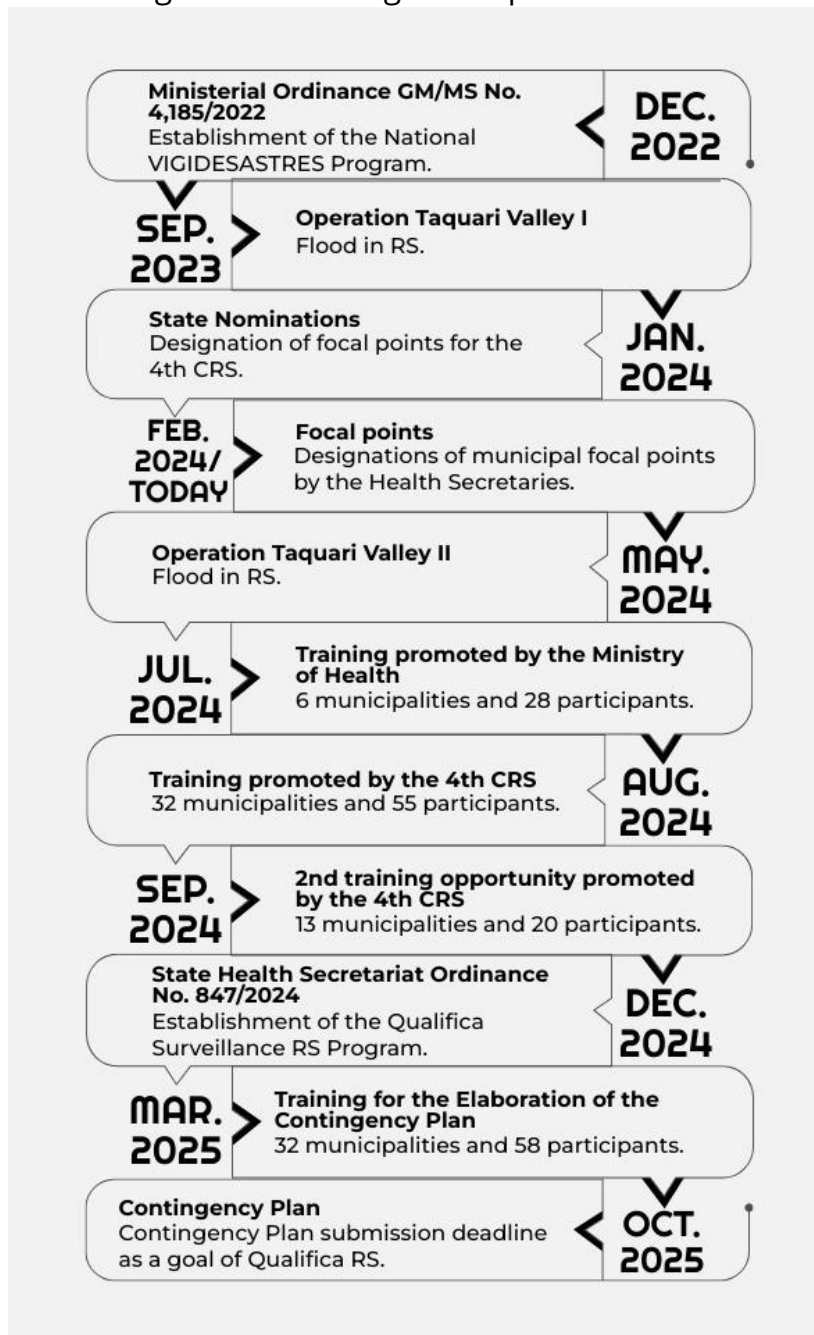 Ministerial Ordinance GM/MS No.
4,185/2022
Establishment of the National
VIGIDESASTRES Program.
DEC.
2022
SEP.
2023
Operation Taquari Valley I
Flood in RS.
State Nominations
Designation of focal points for the
4th CRS.
JAN.
2024
FEB.
2024/
TODAY
Focal points
Designations of municipal focal points
by the Health Secretaries.
Operation Taquari Valley II
Flood in RS.
MAY.
2024
JUL.
2024
Training promoted by the Ministry
of Health
6 municipalities and 28 participants.
Training promoted by the 4th CRS
32 municipalities and 55 participants.
AUG.
2024
SEP.
2024
2nd training opportunity promoted
by the 4th CRS
13 municipalities and 20 participants.
State Health Secretariat Ordinance
No. 847/2024
Establishment of the Qualifica
Surveillance RS Program.
DEC.
2024
MAR.
2025
Training for the Elaboration of the
Contingency Plan
32 municipalities and 58 participants.
Contingency Plan
Contingency Plan submission deadline
as a goal of Qualifica RS.
OCT.
2025